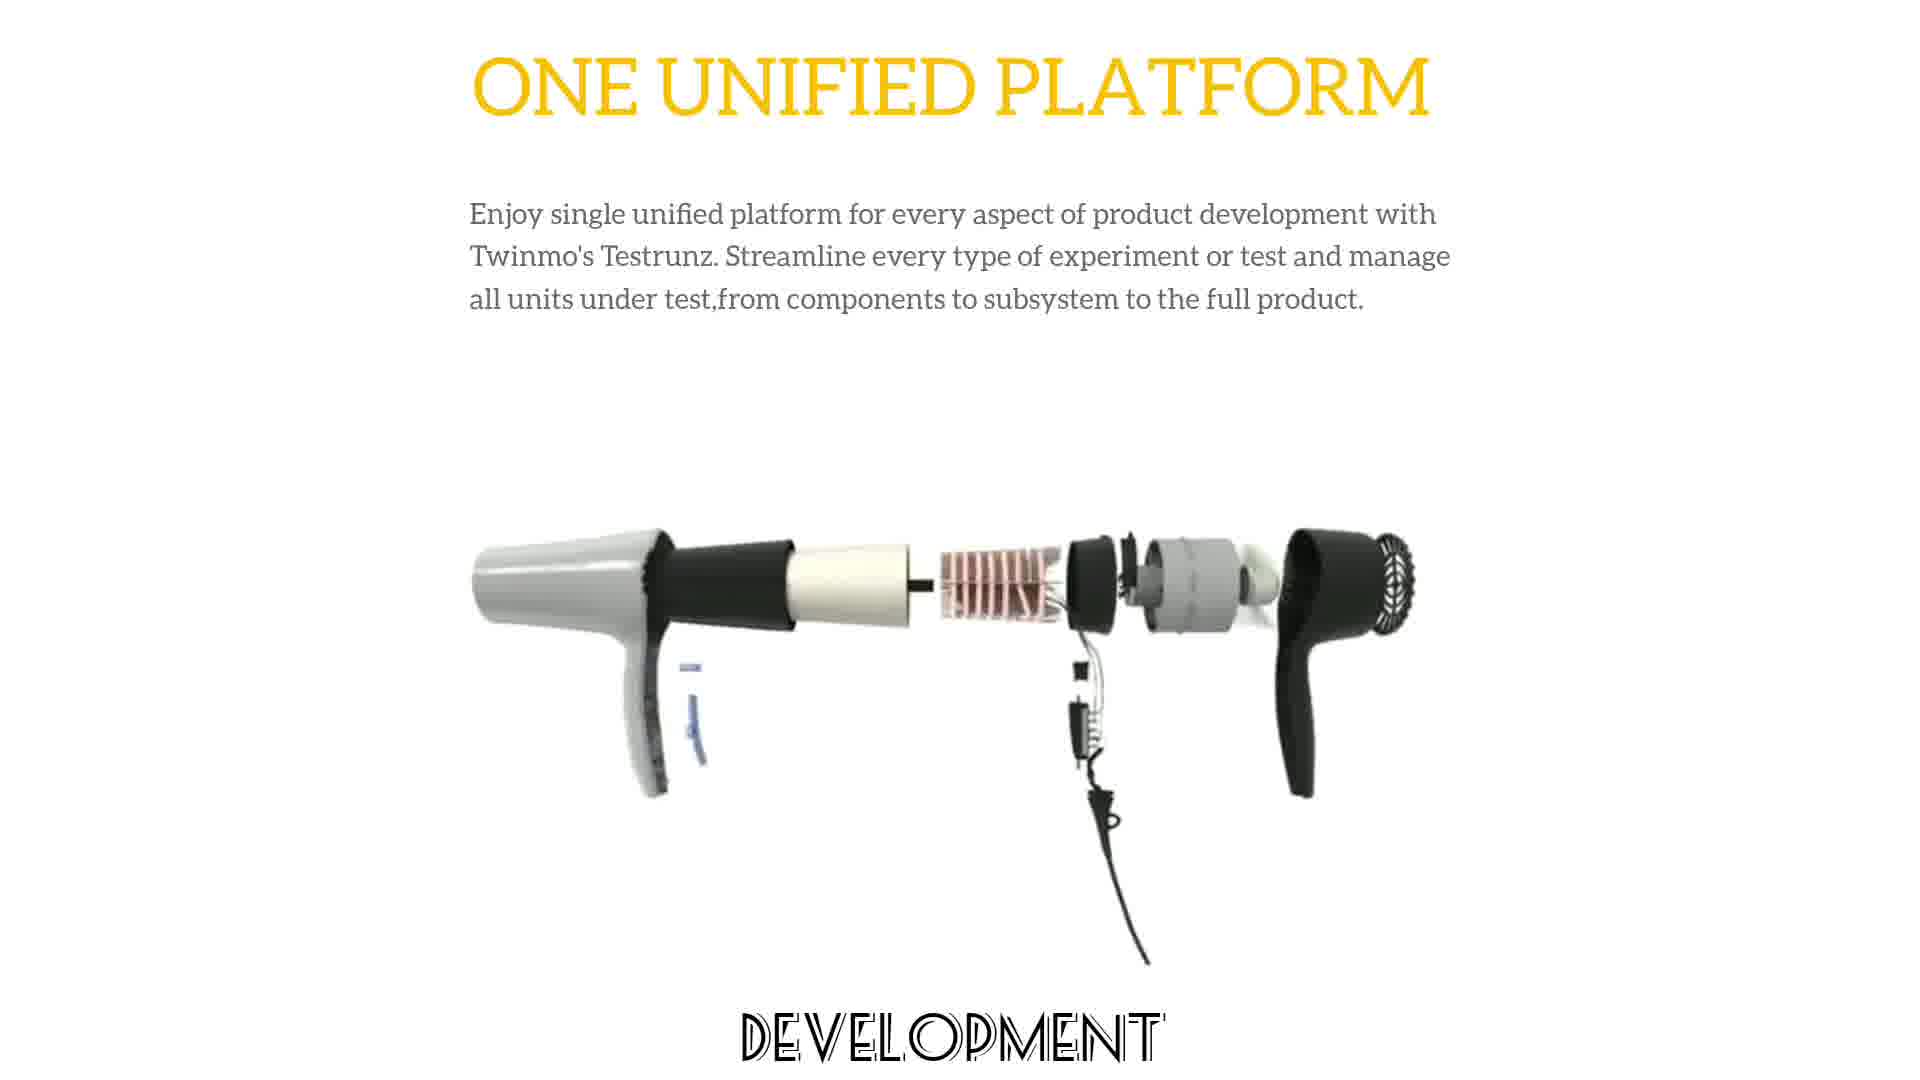 ONE UNIFIED PLATFORM
Enjoy single unified platform for every aspect of product development with
Twinmo's Testrunz. Streamline every type of experiment or test and manage
all units under test,from components to subsystem to the full product.
DEVELOPMENT